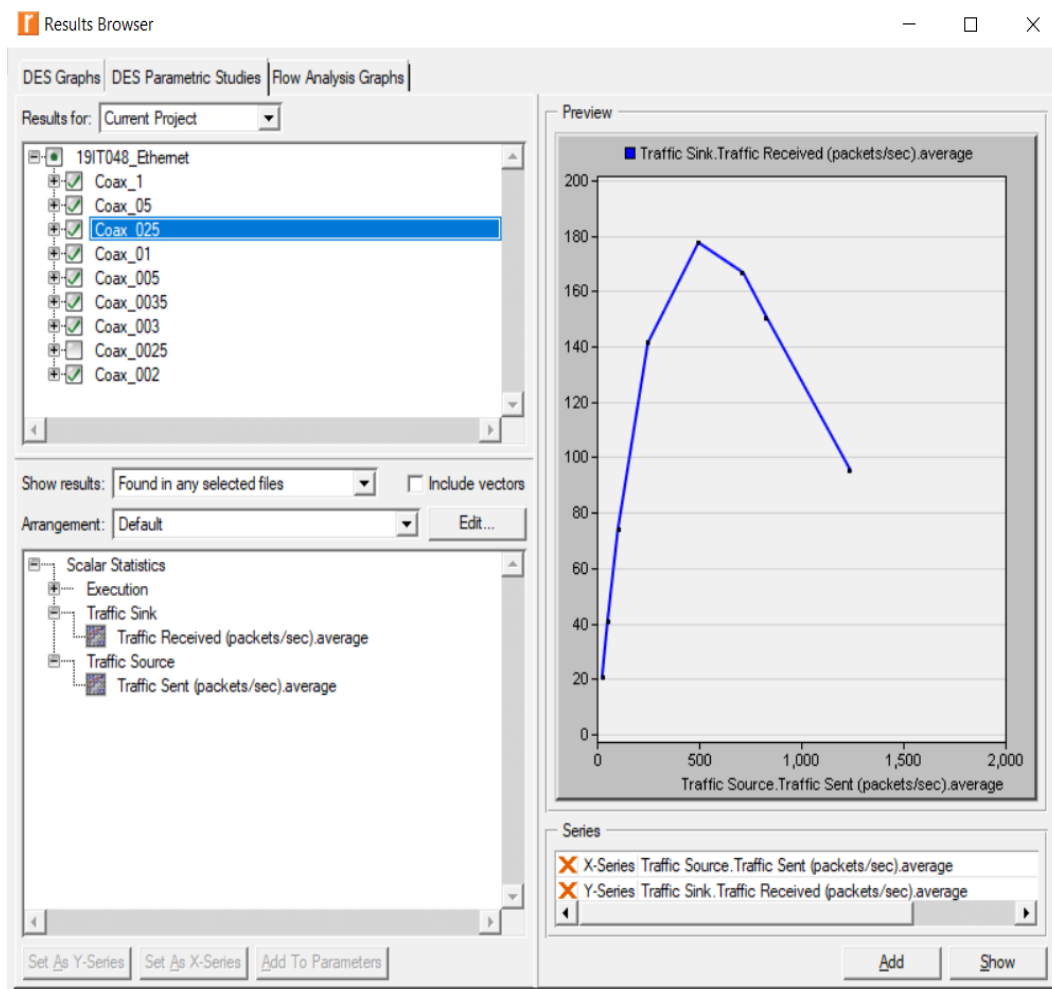 Results Browser
DES Graphs DES Parametric Studies Flow Analysis Graphs
Results for: Current Project
19IT048_Ethernet
Coax_1
Coax_05
Coax_025
Coax_01
Coax_005
Coax_0035
Coax_003
Coax_0025
Coax_002
Show results: Found in any selected files Include vectors
Arrangement: Default Edit...
Scalar Statistics
Execution
Traffic Sink
Traffic Received (packets/sec).average
Traffic Source
Traffic Sent (packets/sec).average
Set As Y-Series Set As X-Series Add To Parameters
Preview
Traffic Sink.Traffic Received (packets/sec).average
200
180
160
140
120
100
80
60
40
20
0
0 500 1,000 1,500 2,000
Traffic Source.Traffic Sent (packets/sec).average
Series
X-Series Traffic Source.Traffic Sent (packets/sec).average
Y-Series Traffic Sink.Traffic Received (packets/sec).average
Add Show